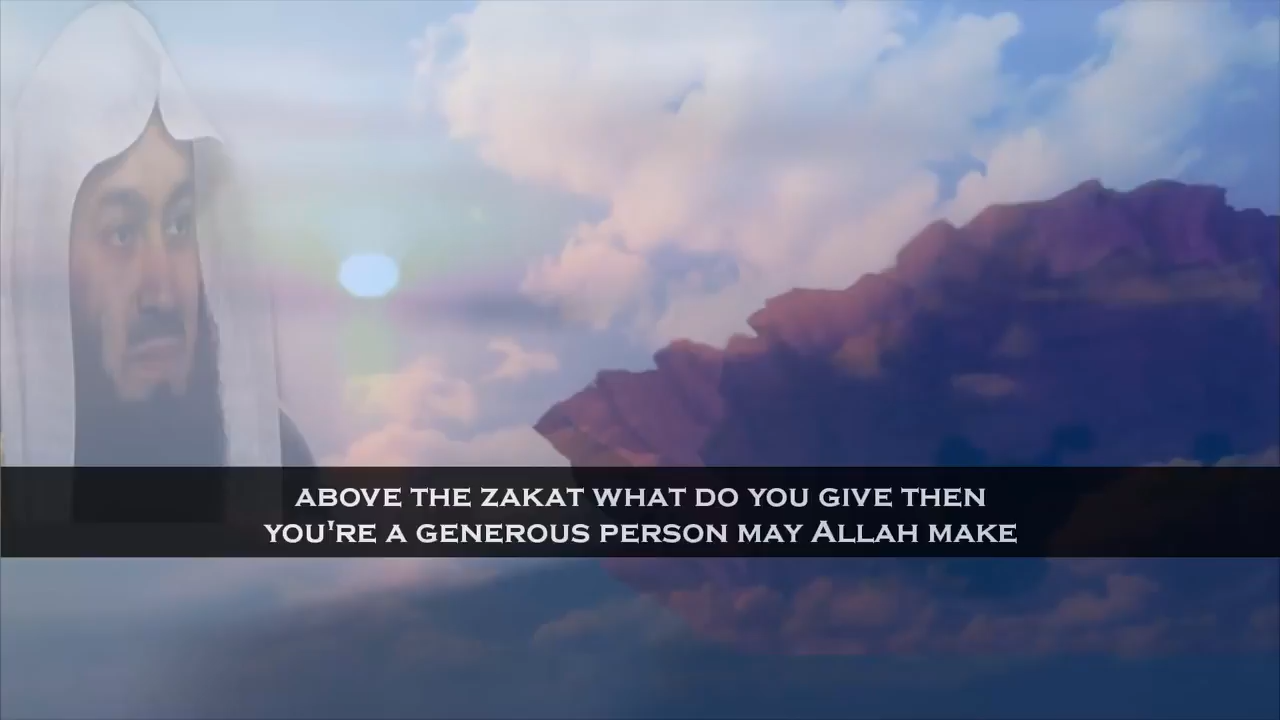 ABOVE THE ZAKAT WHAT DO YOU GIVE THEN
YOU'RE A GENEROUS PERSON MAY ALLAH MAKE